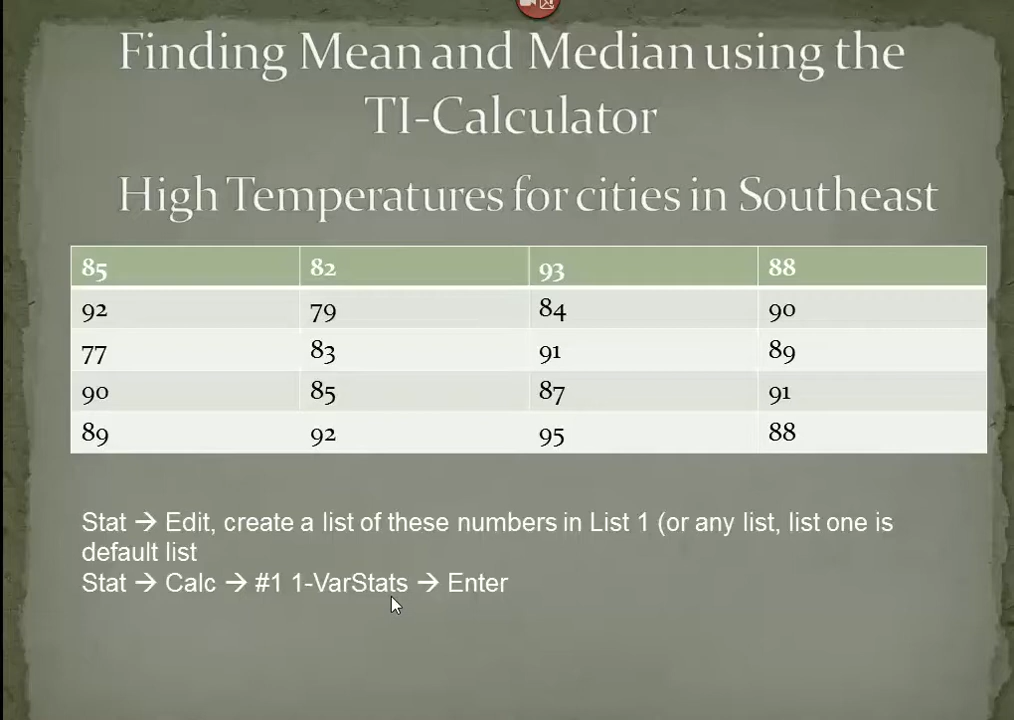 Finding Mean and Median using the
TI-Calculator
High Temperatures for cities in Southeast
85 82 93 88
92 79 84 90
77 83 91 89
90 85 87 91
89 92 95 88
Stat → Edit, create a list of these numbers in List 1 (or any list, list one is
default list
Stat → Calc → #1 1-VarStats → Enter